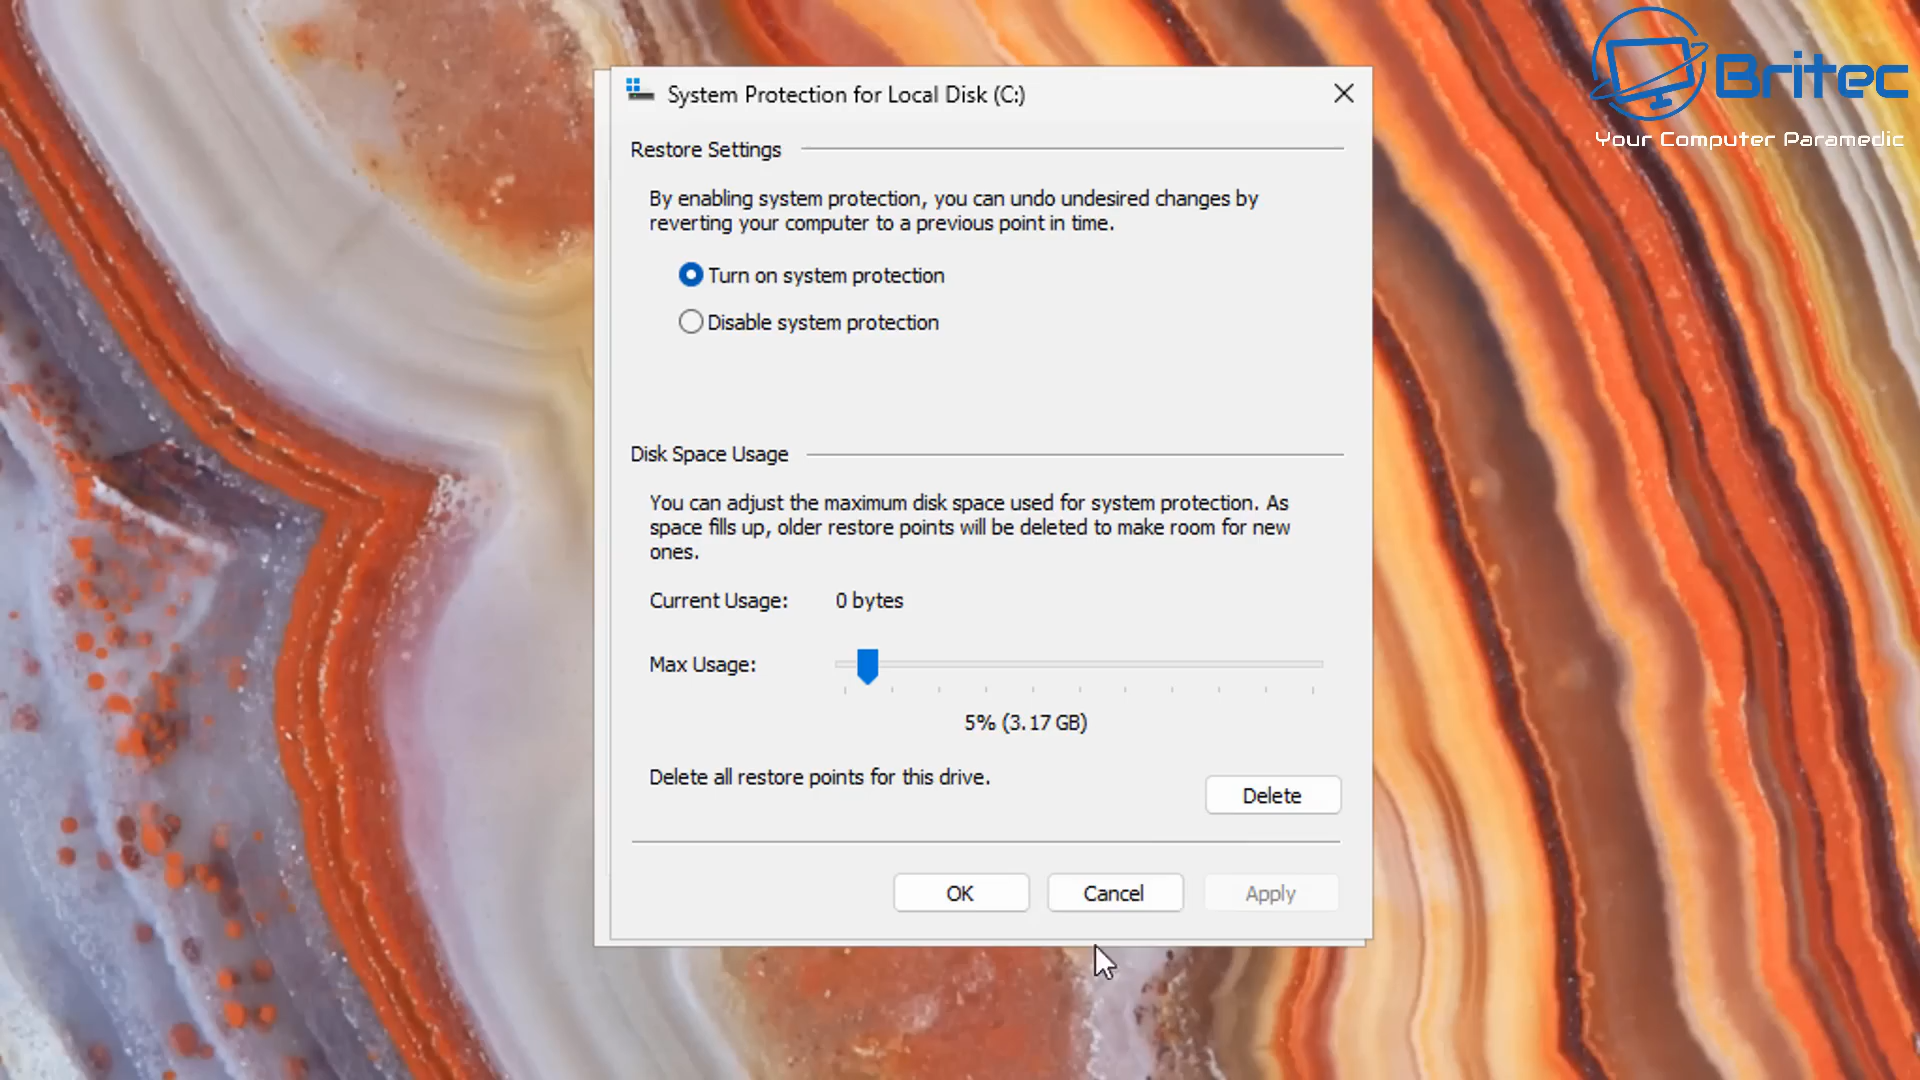 System Protection for Local Disk (C:)
Britec
Your Computer Paramedic
Restore Settings
By enabling system protection, you can undo undesired changes by
reverting your computer to a previous point in time.
Turn on system protection
Disable system protection
Disk Space Usage
You can adjust the maximum disk space used for system protection. As
space fills up, older restore points will be deleted to make room for new
ones.
Current Usage: 0 bytes
Max Usage:
5% (3.17 GB)
Delete all restore points for this drive.
Delete
OK Cancel Apply